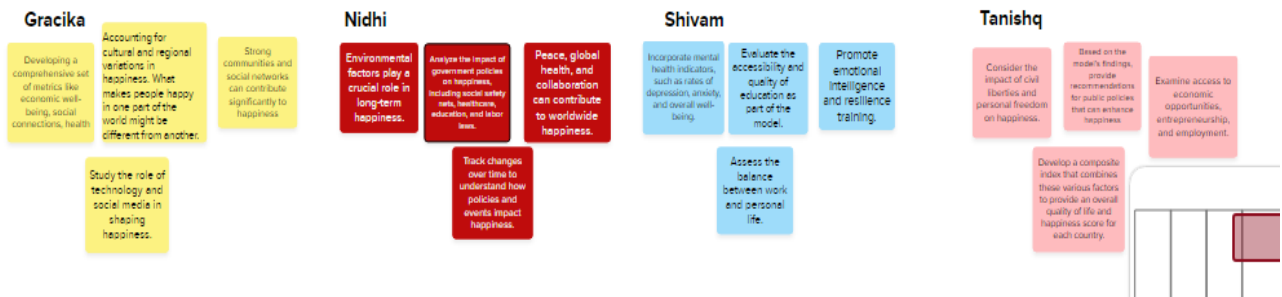 Gracika
Developing a
comprehensive set
of metrics like
economic well-
being, social
connections, health
Accounting for
cultural and regional
variations in
happiness. What
makes people happy
in one part of the
world might be
different from another.
Strong
communities and
social networks
can contribute
significantly to
happiness
Study the role of
technology and
social media in
shaping
happiness.
Nidhi
Environmental
factors play a
crucial role in
long-term
happiness.
Analyze the impact of
government policies
on happiness,
including social safety
nets, healthcare,
education, and labor
laws.
Peace, global
health, and
collaboration
can contribute
to worldwide
happiness.
Track changes
over time to
understand how
policies and
events impact
happiness.
Shivam
Incorporate mental
health indicators,
such as rates of
depression, anxiety,
and overall well-
being.
Evaluate the
accessibility and
quality of
education as
part of the
model.
Promote
emotional
intelligence
and resilience
training.
Assess the
balance
between work
and personal
life.
Tanishq
Consider the
impact of civil
liberties and
personal freedom
on happiness.
Based on the
model's findings,
provide
recommendations
for public policies
that can enhance
happiness
Examine access to
economic
opportunities,
entrepreneurship,
and employment.
Develop a composite
index that combines
these various factors
to provide an overall
quality of life and
happiness score for
each country.